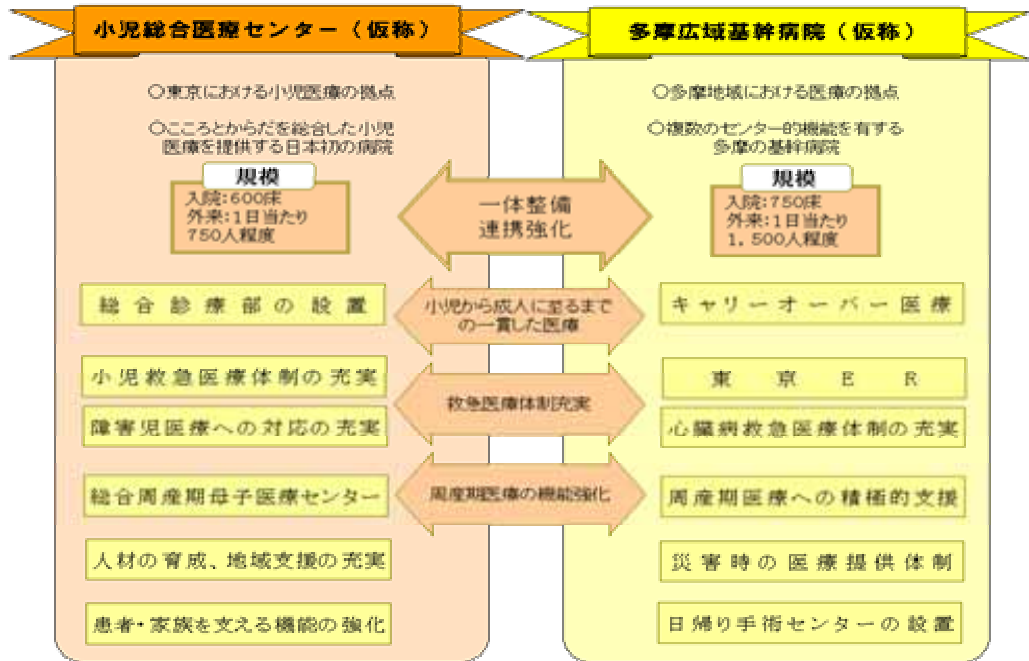 小児総合医療センター（仮称）
○東京における小児医療の拠点
○こころとからだを総合した小児
医療を提供する日本初の病院
規模
入院：600床
外来：1日当たり
750人程度
総合診療部の設置
小児救急医療体制の充実
障害児医療への対応の充実
総合周産期母子医療センター
人材の育成、地域支援の充実
患者・家族を支える機能の強化
一体整備
連携強化
小児から成人に至るまで
の一貫した医療
救急医療体制充実
周産期医療の機能強化
多摩広域基幹病院（仮称）
○多摩地域における医療の拠点
○複数のセンター的機能を有する
多摩の基幹病院
規模
入院：750床
外来：1日当たり
1，500人程度
キャリーオーバー医療
東京ER
心臓病救急医療体制の充実
周産期医療への積極的支援
災害時の医療提供体制
日帰り手術センターの設置